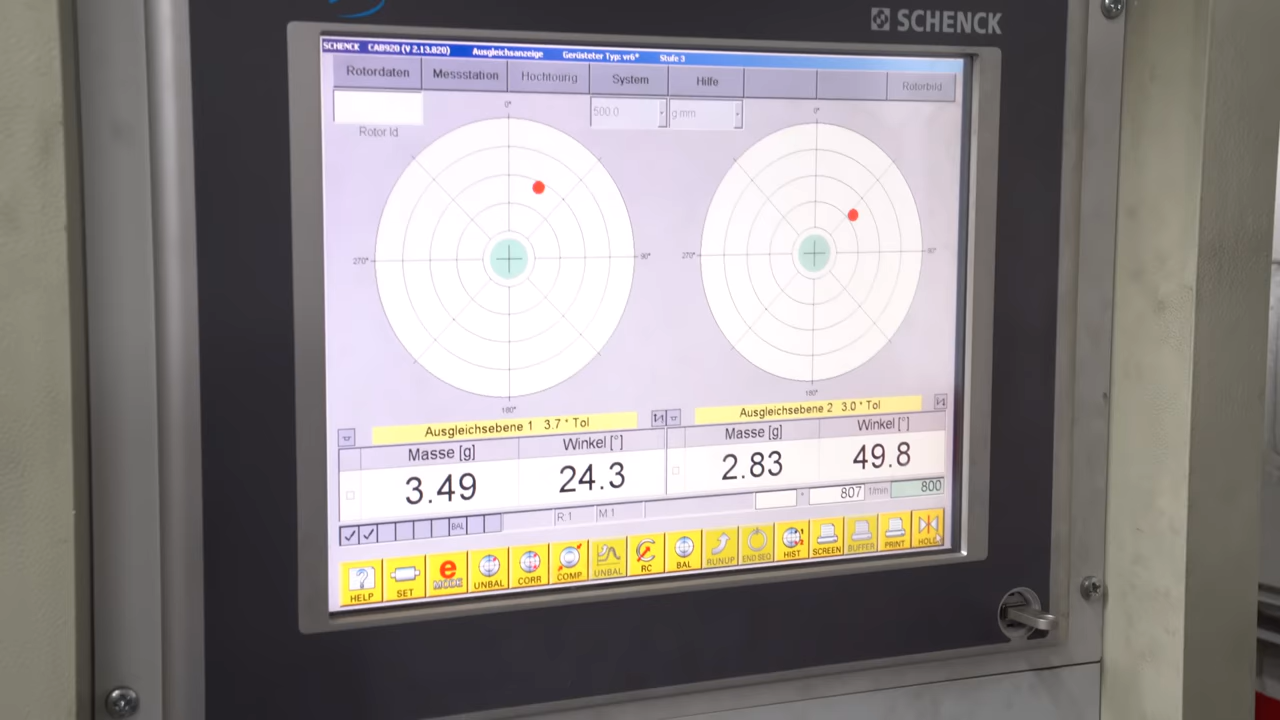 SCHENCK
SCHENCK CAB920 (V 2.13.820) Ausgleichsanzeige Gerüsteter Typ: vr6* Stufe 3
Rotordaten Messstation Hochtourig System Hilfe Rotorbild
500.0 g mm
Rotor Id
0° 0°
270° 90° 270° 90°
180° 180°
Ausgleichsebene 1 3.7 * Tol Ausgleichsebene 2 3.0 * Tol
Masse [g] Winkel [°] Masse [g] Winkel [°]
3.49 24.3 2.83 49.8
807 1/min 800
BAL R 1 M 1
HELP SET e MODE UNBAL CORR COMP UNBAL RC BAL RUNUP ENDSEQ HIST SCREEN BUFFER PRINT HOLD